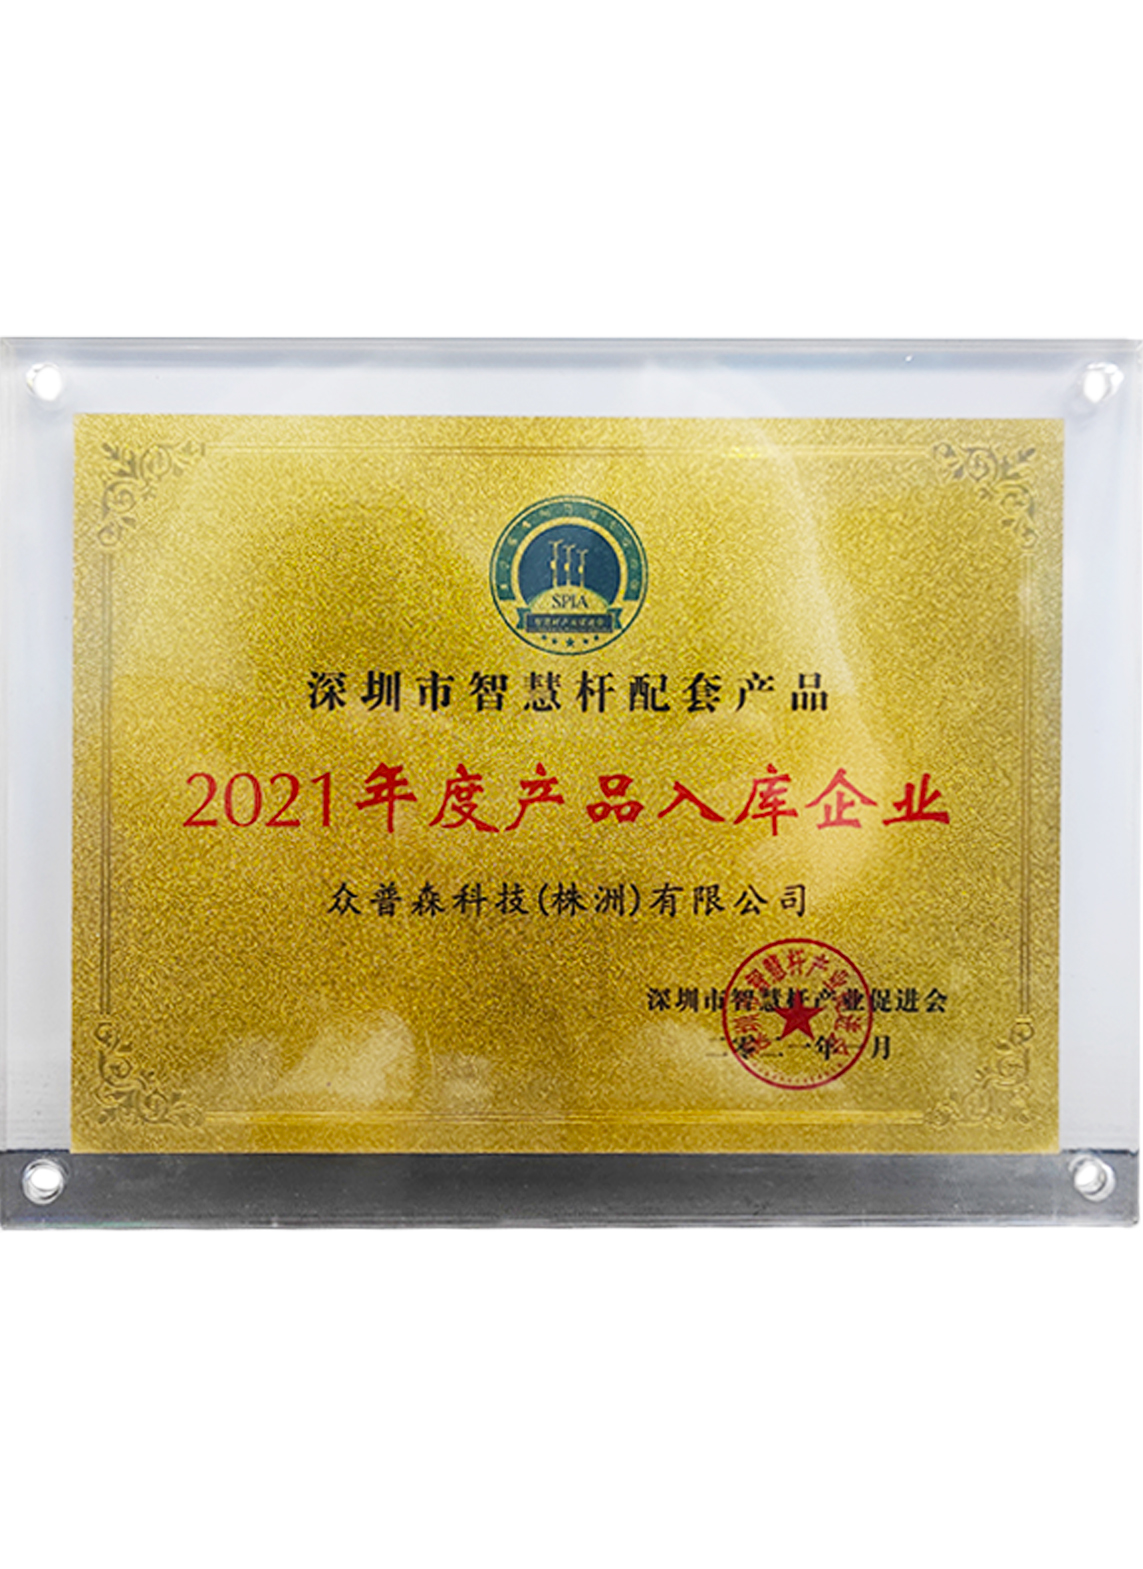 SPIA
深圳市智慧杆配套产品
2021年度产品入库企业
众普森科技(株洲)有限公司
深圳市智慧杆产业促进会
二零二一年一月